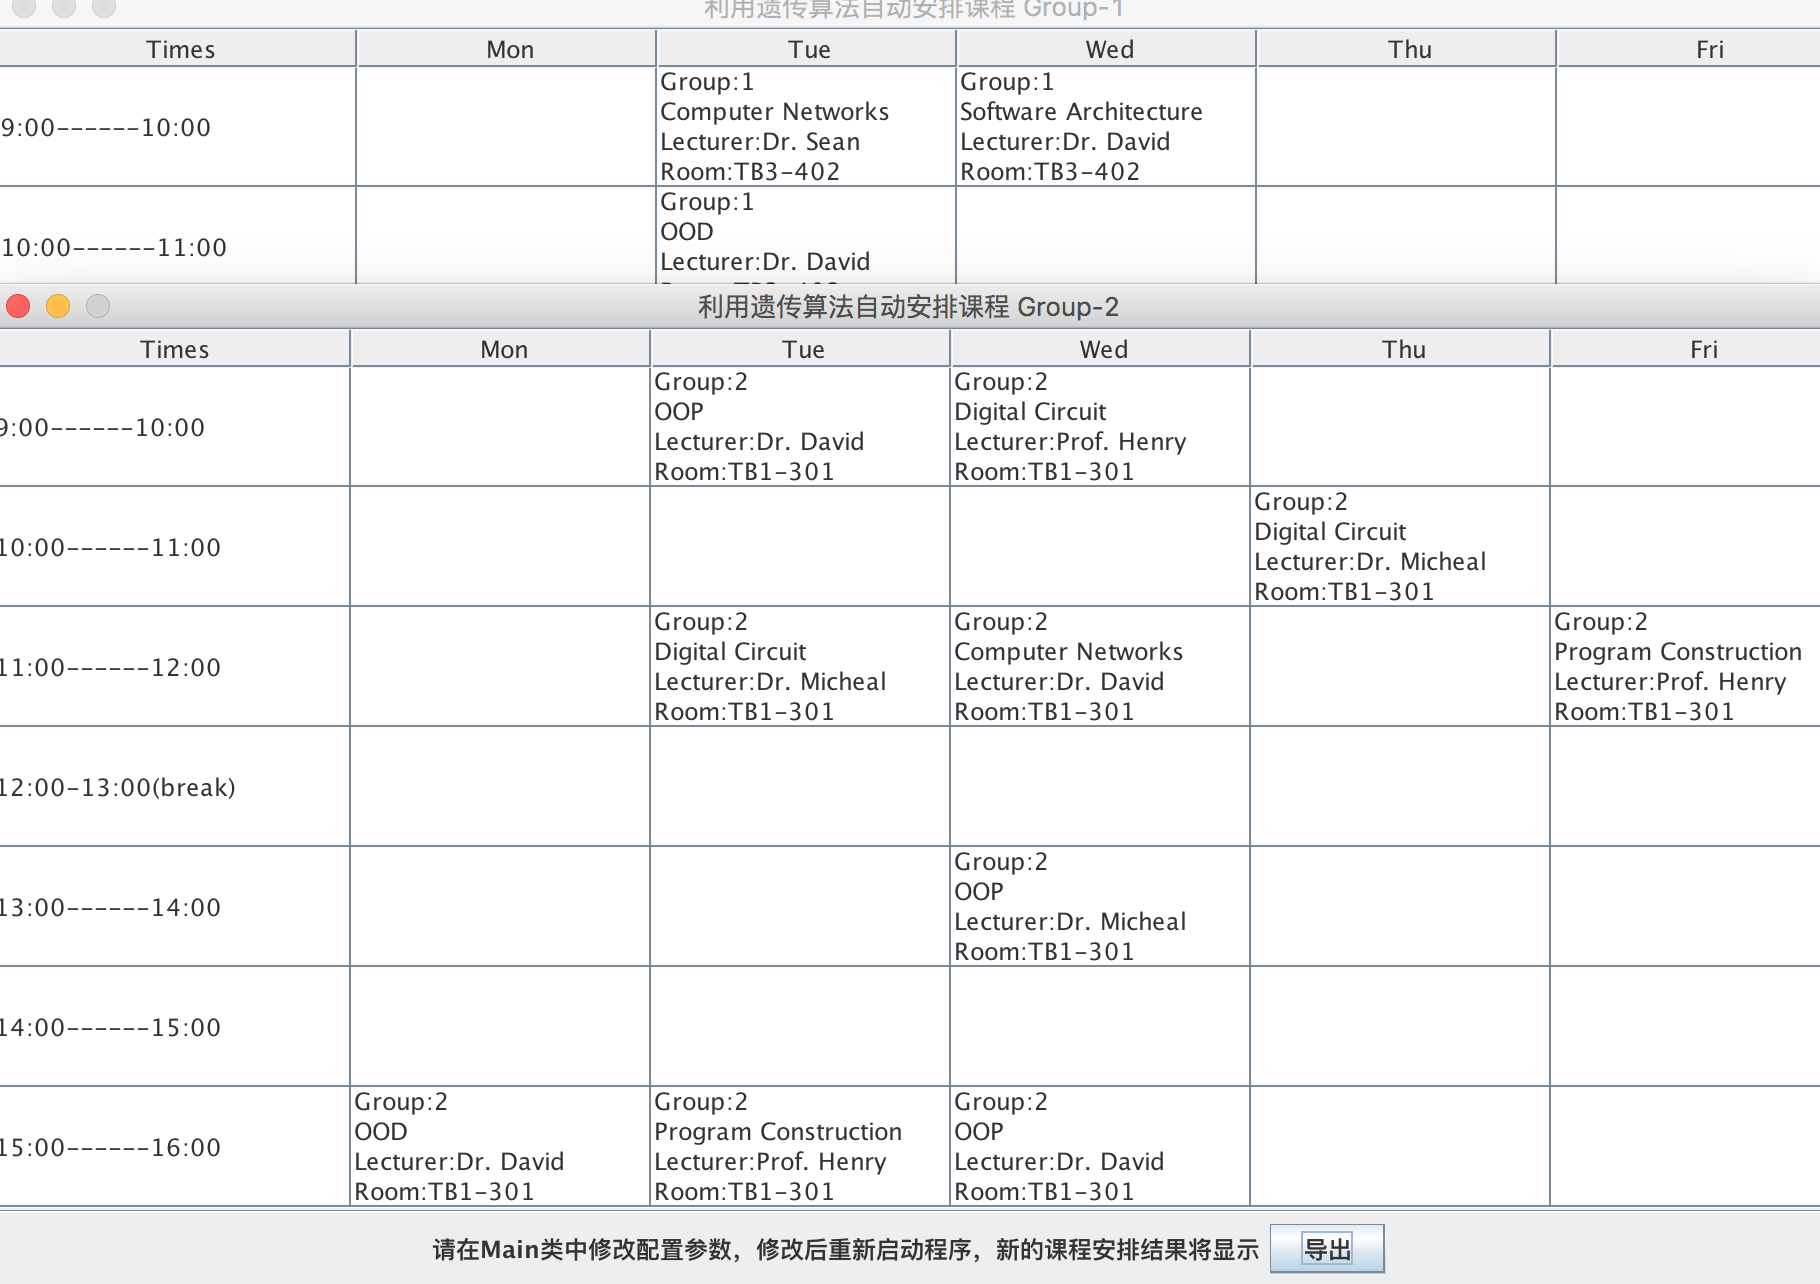 利用遗传算法自动安排课程 Group-1
Times Mon Tue Wed Thu Fri
9:00------10:00
Group:1
Computer Networks
Lecturer:Dr. Sean
Room:TB3-402
Group:1
Software Architecture
Lecturer:Dr. David
Room:TB3-402
10:00------11:00
Group:1
OOD
Lecturer:Dr. David
利用遗传算法自动安排课程 Group-2
Times Mon Tue Wed Thu Fri
9:00------10:00
Group:2
OOP
Lecturer:Dr. David
Room:TB1-301
Group:2
Digital Circuit
Lecturer:Prof. Henry
Room:TB1-301
10:00------11:00
Group:2
Digital Circuit
Lecturer:Dr. Micheal
Room:TB1-301
11:00------12:00
Group:2
Digital Circuit
Lecturer:Dr. Micheal
Room:TB1-301
Group:2
Computer Networks
Lecturer:Dr. David
Room:TB1-301
Group:2
Program Construction
Lecturer:Prof. Henry
Room:TB1-301
12:00-13:00(break)
13:00------14:00
Group:2
OOP
Lecturer:Dr. Micheal
Room:TB1-301
14:00------15:00
15:00------16:00
Group:2
OOD
Lecturer:Dr. David
Room:TB1-301
Group:2
Program Construction
Lecturer:Prof. Henry
Room:TB1-301
Group:2
OOP
Lecturer:Dr. David
Room:TB1-301
请在Main类中修改配置参数，修改后重新启动程序，新的课程安排结果将显示 导出